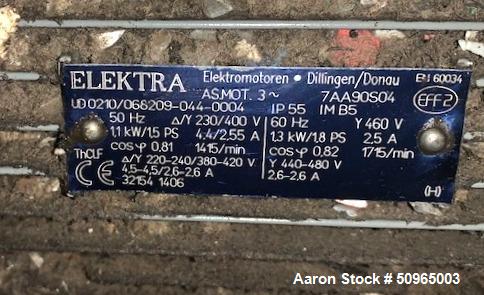 ELEKTRA Elektromotoren • Dillingen/Donau EN 60034
AS.MOT. 3~ 7AA90S04
UD 0210/068209-044-0004 IP 55 IM B5 EFF2
50 Hz Δ/Y 230/400 V 60 Hz Y 460 V
1,1 kW/1,5 PS 4,4/2,55 A 1,3 kW/1,8 PS 2,5 A
cos φ 0,81 1415/min cos φ 0,82 1715/min
Th.Cl.F Δ/Y 220-240/380-420 V Y 440-480 V
CE 4,5-4,5/2,6-2,6 A 2,6-2,6 A
32154 1406 (H)
Aaron Stock # 50965003